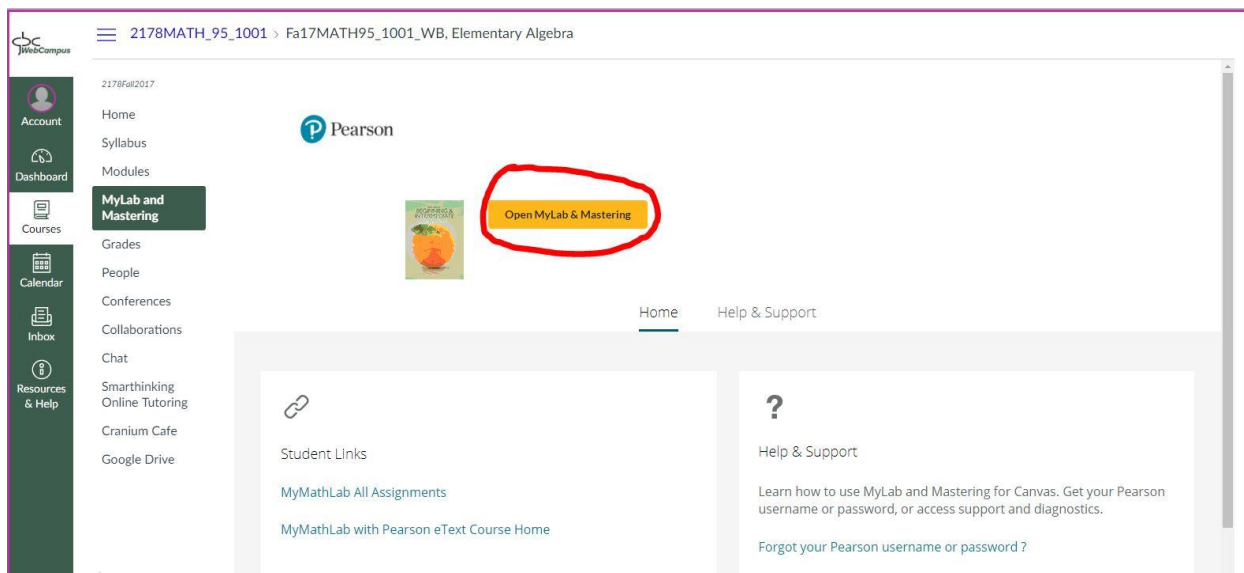 cbc
WebCampus
2178MATH_95_1001 > Fa17MATH95_1001_WB, Elementary Algebra
Account
Dashboard
Courses
Calendar
Inbox
Resources
& Help
2178Fall2017
Home
Syllabus
Modules
MyLab and
Mastering
Grades
People
Conferences
Collaborations
Chat
Smarthinking
Online Tutoring
Cranium Cafe
Google Drive
Pearson
BEGINNING &
INTERMEDIATE
Open MyLab & Mastering
Home
Help & Support
Student Links
MyMathLab All Assignments
MyMathLab with Pearson eText Course Home
?
Help & Support
Learn how to use MyLab and Mastering for Canvas. Get your Pearson
username or password, or access support and diagnostics.
Forgot your Pearson username or password ?